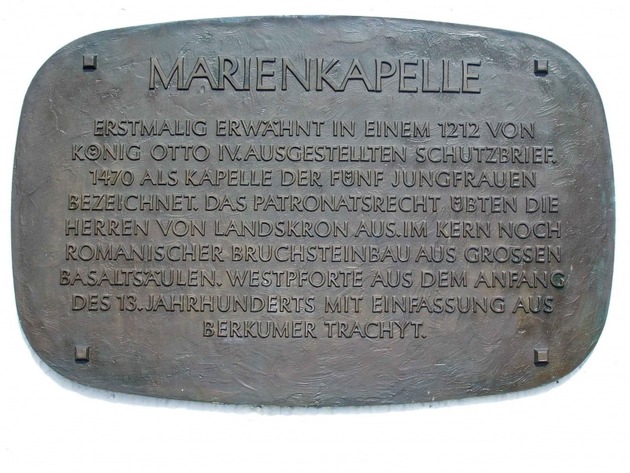 MARIENKAPELLE
ERSTMALIG ERWÄHNT IN EINEM 1212 VON
KÖNIG OTTO IV. AUSGESTELLTEN SCHUTZBRIEF.
1470 ALS KAPELLE DER FÜNF JUNGFRAUEN
BEZEICHNET. DAS PATRONATSRECHT ÜBTEN DIE
HERREN VON LANDSKRON AUS. IM KERN NOCH
ROMANISCHER BRUCHSTEINBAU AUS GROSSEN
BASALTSÄULEN. WESTPFORTE AUS DEM ANFANG
DES 13. JAHRHUNDERTS MIT EINFASSUNG AUS
BERKUMER TRACHYT.